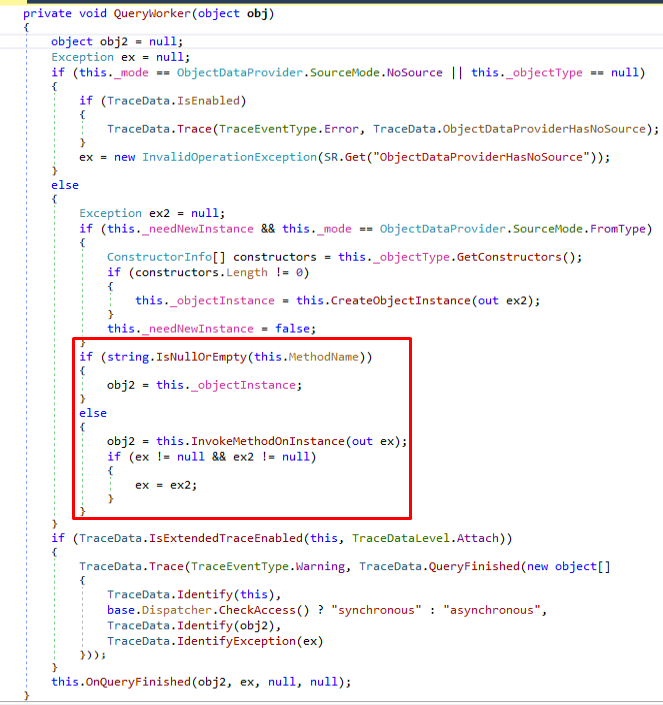 private void QueryWorker(object obj)
{
object obj2 = null;
Exception ex = null;
if (this._mode == ObjectDataProvider.SourceMode.NoSource || this._objectType == null)
{
if (TraceData.IsEnabled)
{
TraceData.Trace(TraceEventType.Error, TraceData.ObjectDataProviderHasNoSource);
}
ex = new InvalidOperationException(SR.Get("ObjectDataProviderHasNoSource"));
}
else
{
Exception ex2 = null;
if (this._needNewInstance && this._mode == ObjectDataProvider.SourceMode.FromType)
{
ConstructorInfo[] constructors = this._objectType.GetConstructors();
if (constructors.Length != 0)
{
this._objectInstance = this.CreateObjectInstance(out ex2);
}
this._needNewInstance = false;
}
if (string.IsNullOrEmpty(this.MethodName))
{
obj2 = this._objectInstance;
}
else
{
obj2 = this.InvokeMethodOnInstance(out ex);
if (ex != null && ex2 != null)
{
ex = ex2;
}
}
}
if (TraceData.IsExtendedTraceEnabled(this, TraceDataLevel.Attach))
{
TraceData.Trace(TraceEventType.Warning, TraceData.QueryFinished(new object[]
{
TraceData.Identify(this),
base.Dispatcher.CheckAccess() ? "synchronous" : "asynchronous",
TraceData.Identify(obj2),
TraceData.IdentifyException(ex)
}));
}
this.OnQueryFinished(obj2, ex, null, null);
}